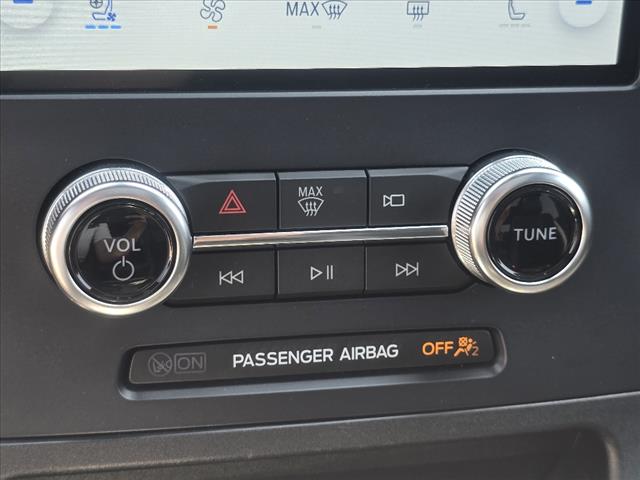 MAX
MAX
VOL
TUNE
ON PASSENGER AIRBAG OFF 2